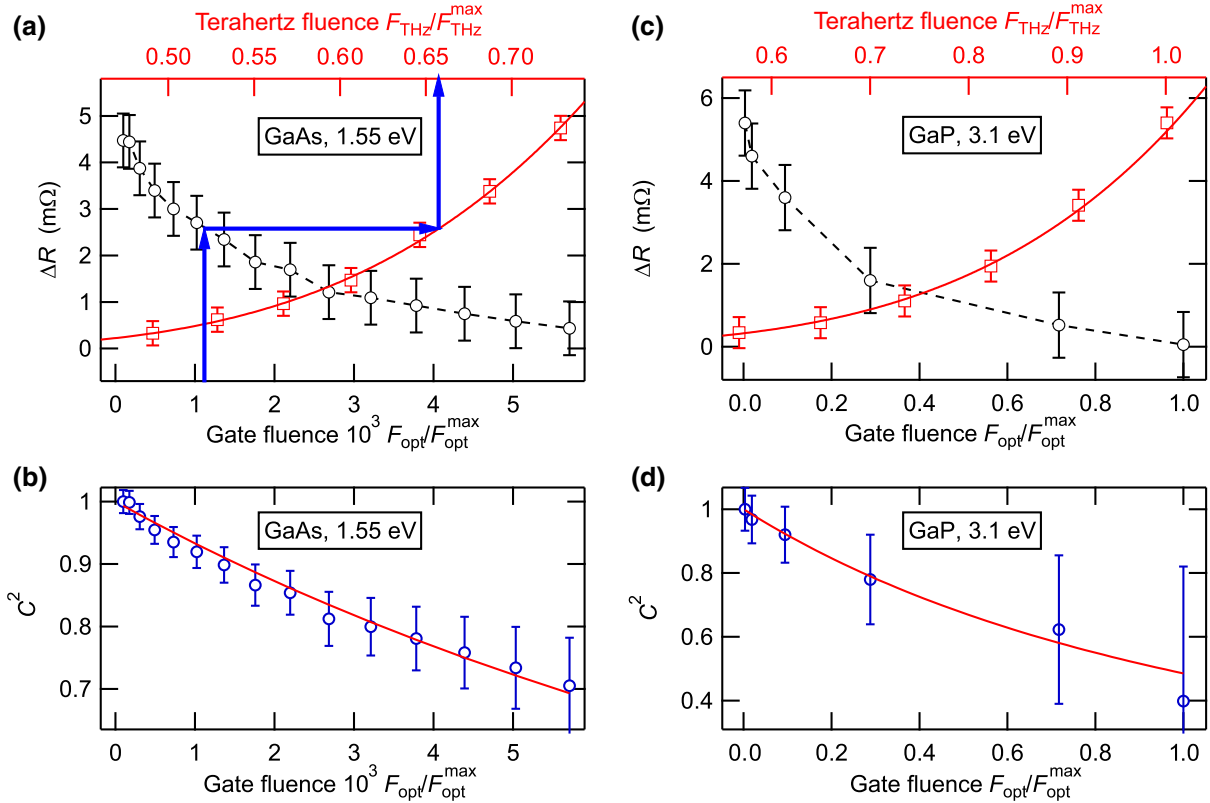 (a)
Terahertz fluence F_THz/F_THz^max
0.50 0.55 0.60 0.65 0.70
GaAs, 1.55 eV
ΔR (mΩ)
5
4
3
2
1
0
0 1 2 3 4 5
Gate fluence 10^3 F_opt/F_opt^max
(b)
GaAs, 1.55 eV
C^2
1
0.9
0.8
0.7
0 1 2 3 4 5
Gate fluence 10^3 F_opt/F_opt^max
(c)
Terahertz fluence F_THz/F_THz^max
0.6 0.7 0.8 0.9 1.0
GaP, 3.1 eV
ΔR (mΩ)
6
4
2
0
0.0 0.2 0.4 0.6 0.8 1.0
Gate fluence F_opt/F_opt^max
(d)
GaP, 3.1 eV
C^2
1
0.8
0.6
0.4
0.0 0.2 0.4 0.6 0.8 1.0
Gate fluence F_opt/F_opt^max